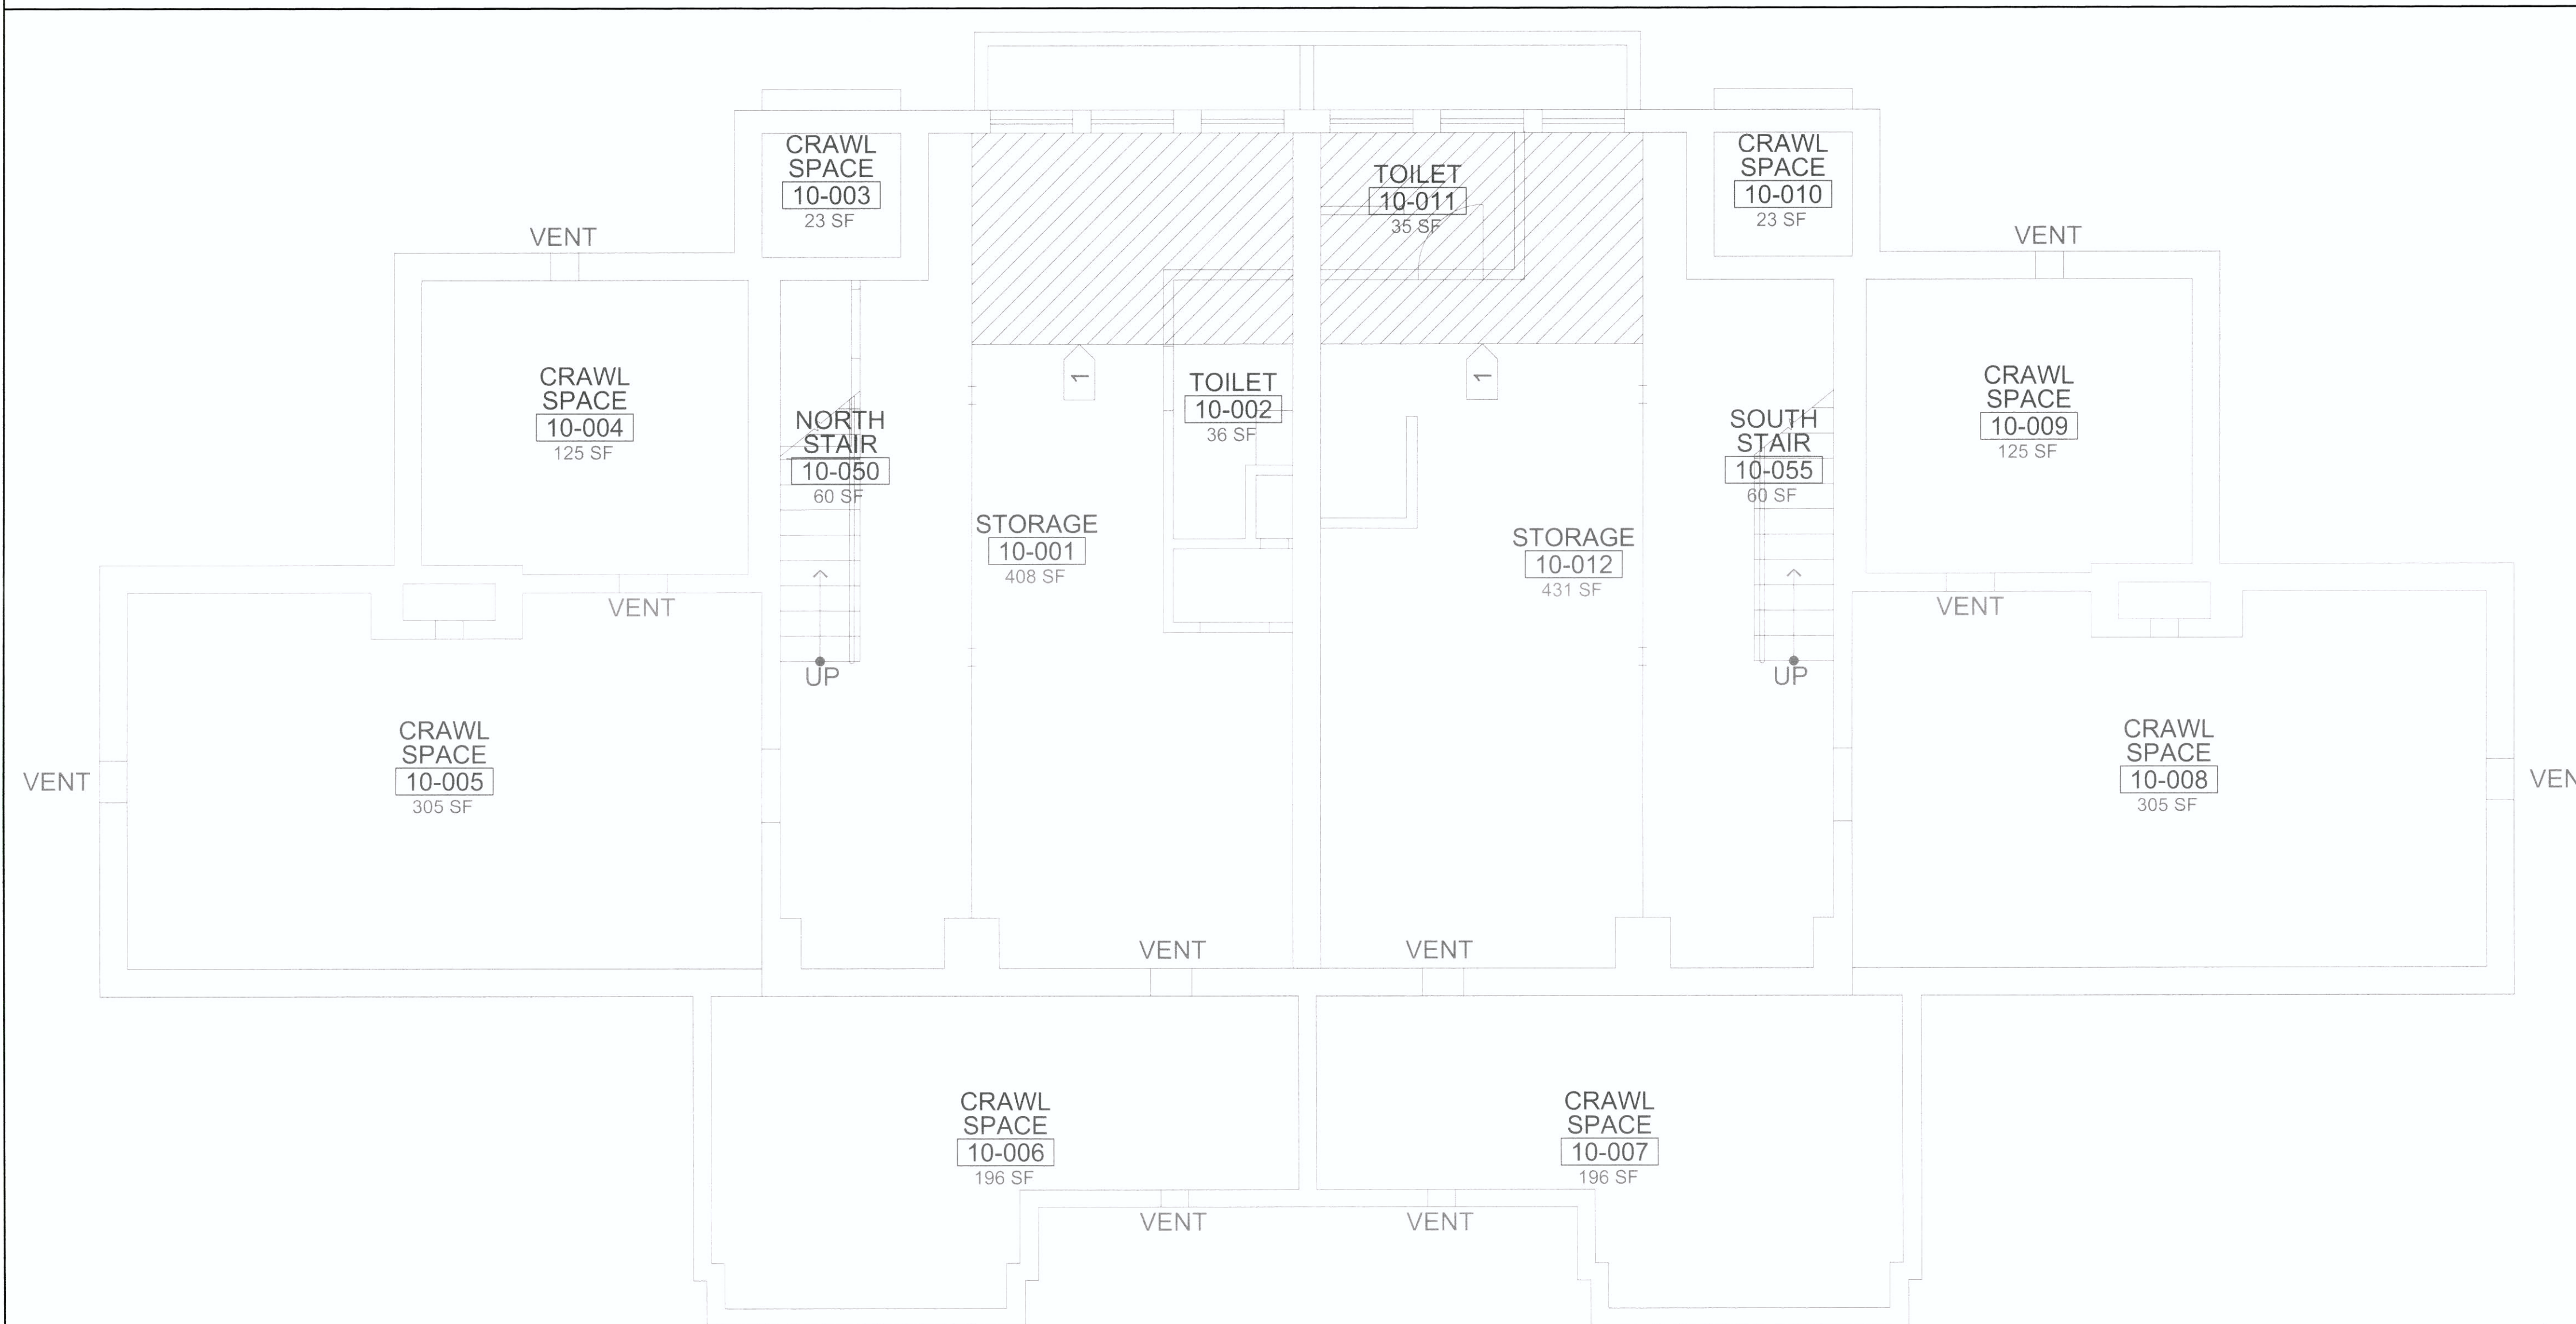 CRAWL
SPACE
10-003
23 SF
TOILET
10-011
35 SF
CRAWL
SPACE
10-010
23 SF
VENT
VENT
CRAWL
SPACE
10-004
125 SF
NORTH
STAIR
10-050
60 SF
1
TOILET
10-002
36 SF
1
SOUTH
STAIR
10-055
60 SF
CRAWL
SPACE
10-009
125 SF
STORAGE
10-001
408 SF
STORAGE
10-012
431 SF
VENT
VENT
UP
UP
CRAWL
SPACE
10-005
305 SF
CRAWL
SPACE
10-008
305 SF
VENT
VEN
VENT
VENT
CRAWL
SPACE
10-006
196 SF
CRAWL
SPACE
10-007
196 SF
VENT
VENT